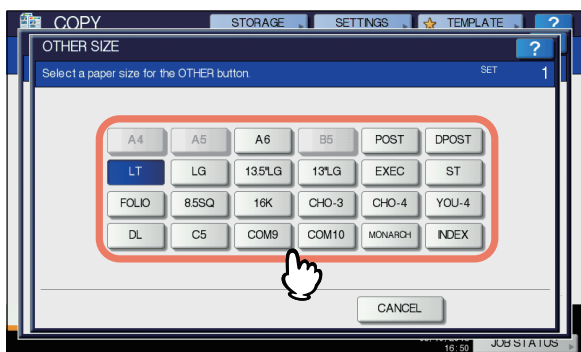 COPY STORAGE SETTINGS TEMPLATE ?
OTHER SIZE ?
Select a paper size for the OTHER button. SET 1
A4 A5 A6 B5 POST DPOST
LT LG 13.5"LG 13"LG EXEC ST
FOLIO 8.5SQ 16K CHO-3 CHO-4 YOU-4
DL C5 COM9 COM10 MONARCH INDEX
CANCEL
16:50 JOB STATUS